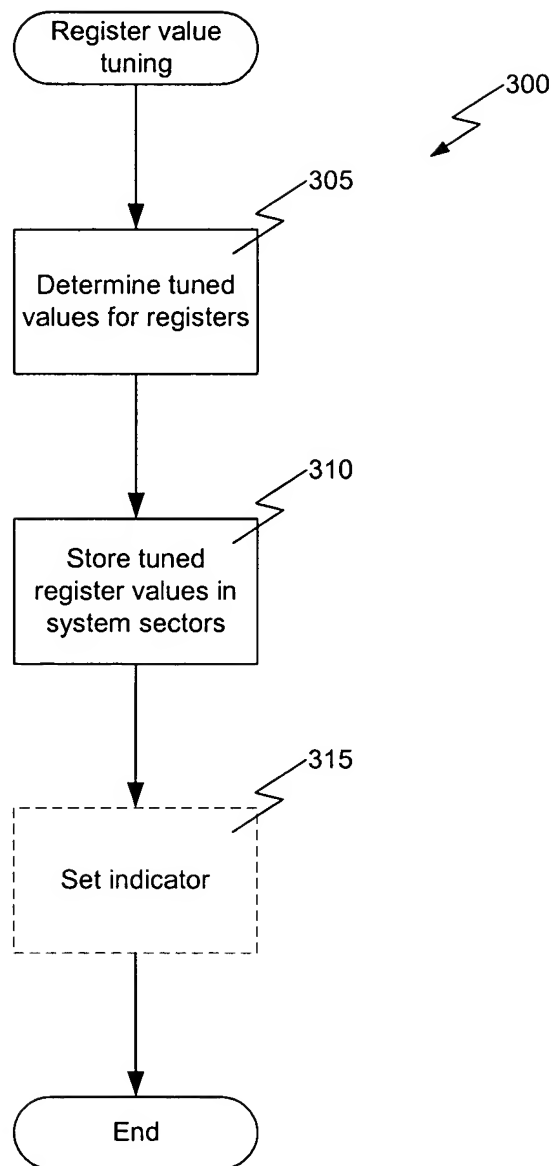 Register value
tuning
300
305
Determine tuned
values for registers
310
Store tuned
register values in
system sectors
315
Set indicator
End